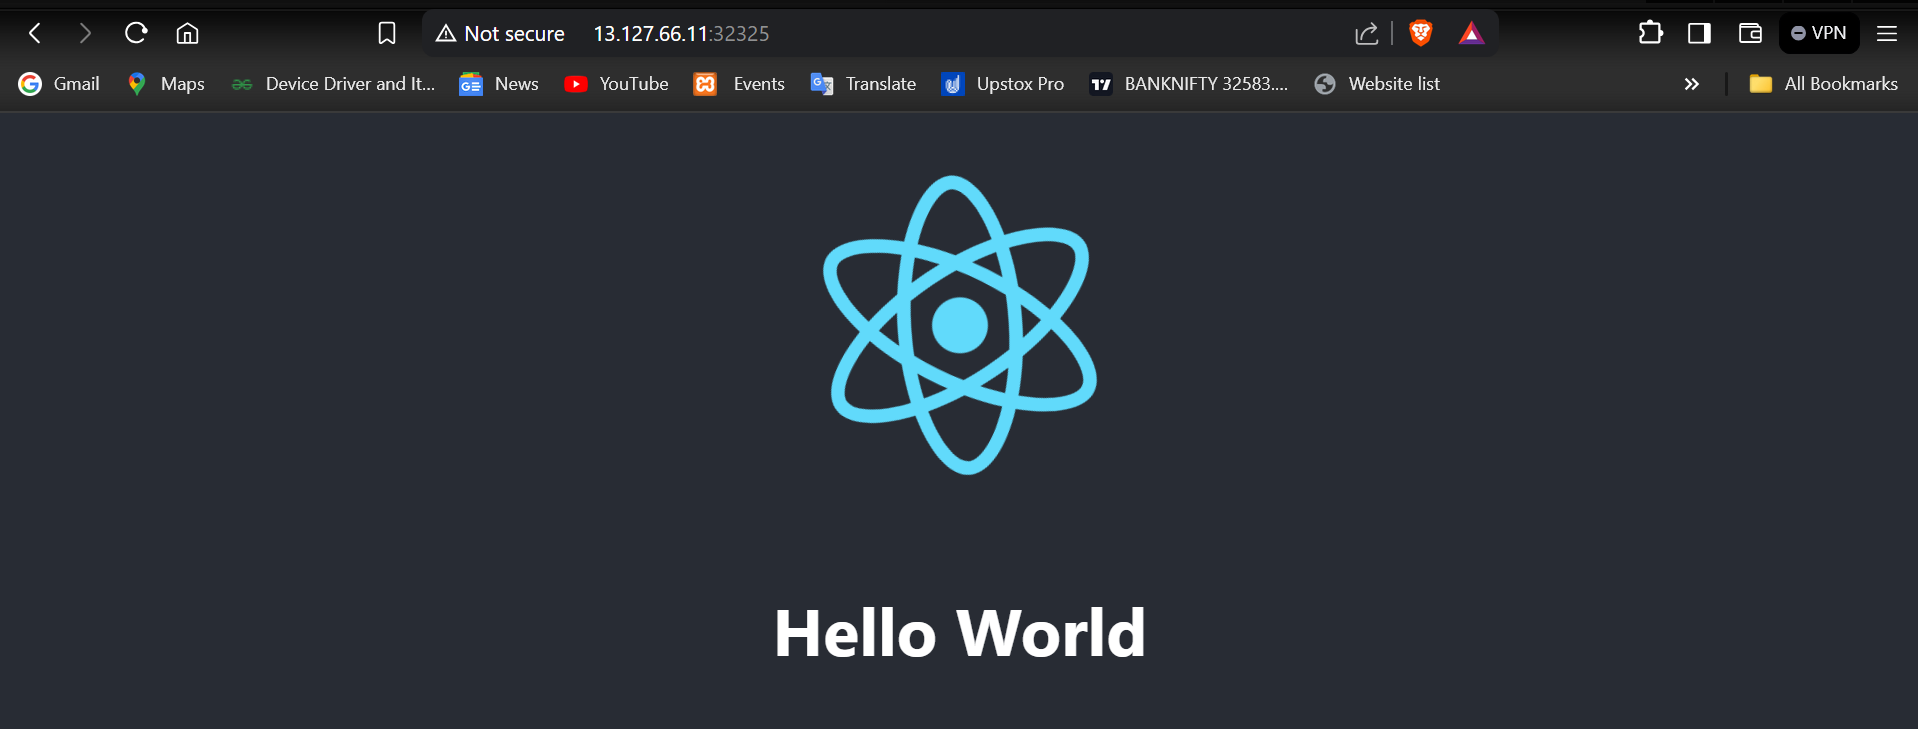 Not secure 13.127.66.11:32325 VPN
Gmail Maps Device Driver and It... News YouTube Events Translate Upstox Pro BANKNIFTY 32583.... Website list All Bookmarks
Hello World